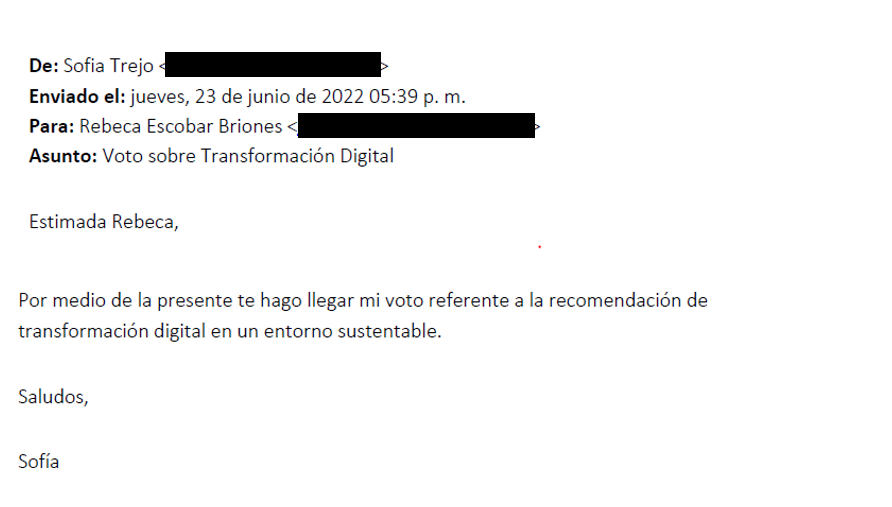 De: Sofia Trejo < >
Enviado el: jueves, 23 de junio de 2022 05:39 p. m.
Para: Rebeca Escobar Briones < >
Asunto: Voto sobre Transformación Digital
Estimada Rebeca,
Por medio de la presente te hago llegar mi voto referente a la recomendación de
transformación digital en un entorno sustentable.
Saludos,
Sofía